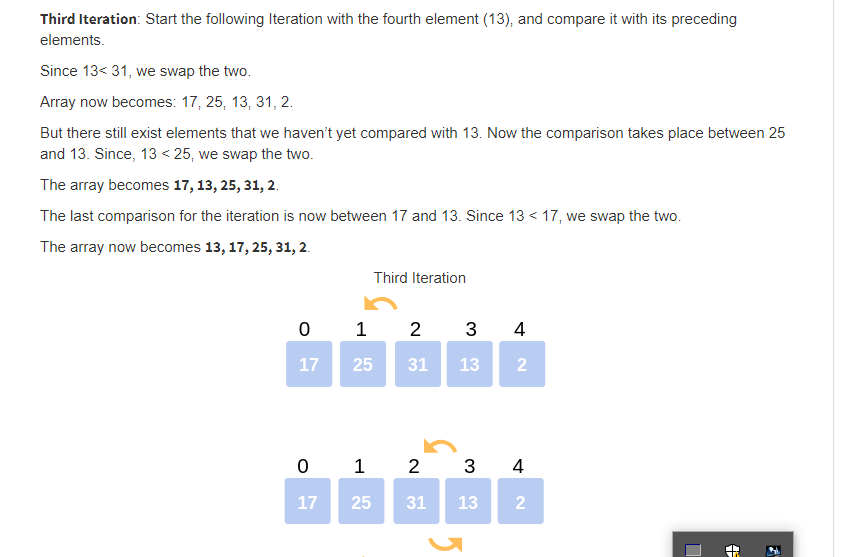 Third Iteration: Start the following Iteration with the fourth element (13), and compare it with its preceding
elements.
Since 13< 31, we swap the two.
Array now becomes: 17, 25, 13, 31, 2.
But there still exist elements that we haven’t yet compared with 13. Now the comparison takes place between 25
and 13. Since, 13 < 25, we swap the two.
The array becomes 17, 13, 25, 31, 2.
The last comparison for the iteration is now between 17 and 13. Since 13 < 17, we swap the two.
The array now becomes 13, 17, 25, 31, 2.
Third Iteration
0 1 2 3 4
17 25 31 13 2
0 1 2 3 4
17 25 31 13 2